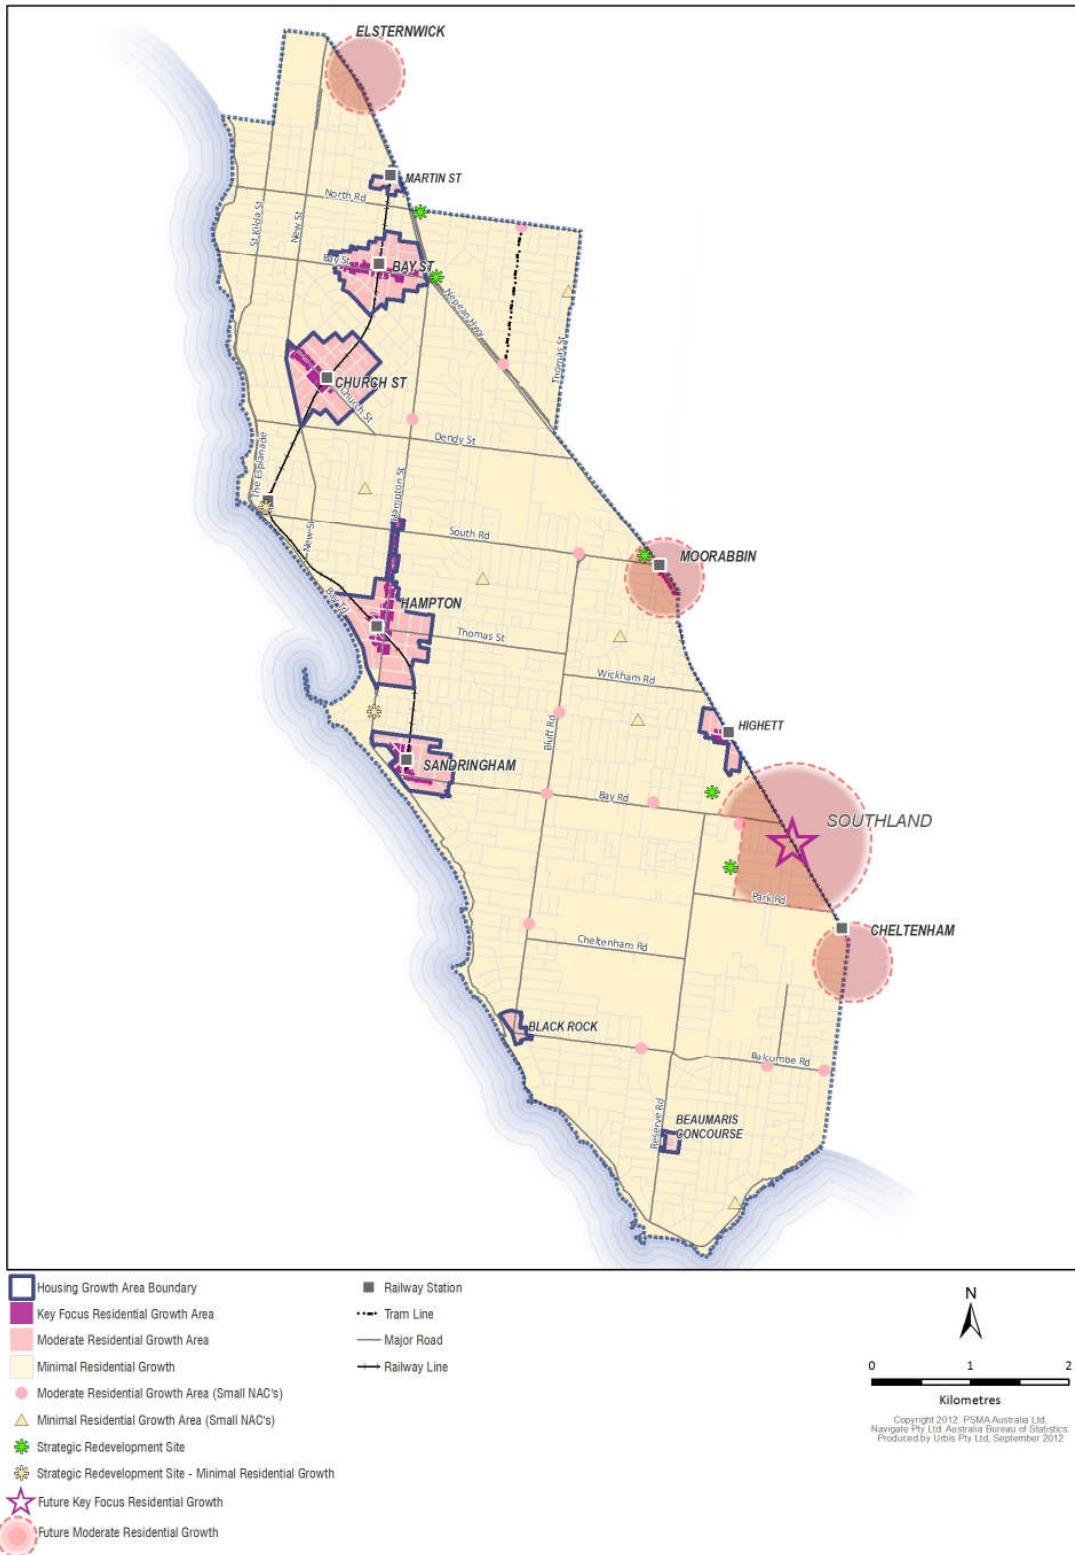 ELSTERNWICK
MARTIN ST
North Rd
St Kilda St
New St
Bay St
BAY ST
Nepean Hwy
Thomas St
CHURCH ST
Church St
Dendy St
The Esplanade
Hampton St
New St
South Rd
MOORABBIN
Bay Rd
HAMPTON
Thomas St
Wickham Rd
Bluff Rd
HIGHETT
SANDRINGHAM
Bay Rd
SOUTHLAND
Park Rd
CHELTENHAM
Cheltenham Rd
BLACK ROCK
Balcombe Rd
Reserve Rd
BEAUMARIS
CONCOURSE
Housing Growth Area Boundary
Key Focus Residential Growth Area
Moderate Residential Growth Area
Minimal Residential Growth
Moderate Residential Growth Area (Small NAC's)
Minimal Residential Growth Area (Small NAC's)
Strategic Redevelopment Site
Strategic Redevelopment Site - Minimal Residential Growth
Future Key Focus Residential Growth
Future Moderate Residential Growth
Railway Station
Tram Line
Major Road
Railway Line
N
0 1 2
Kilometres
Copyright 2012. PSMA Australia Ltd,
Navigate Pty Ltd. Australia Bureau of Statistics.
Produced by Urbis Pty Ltd, September 2012